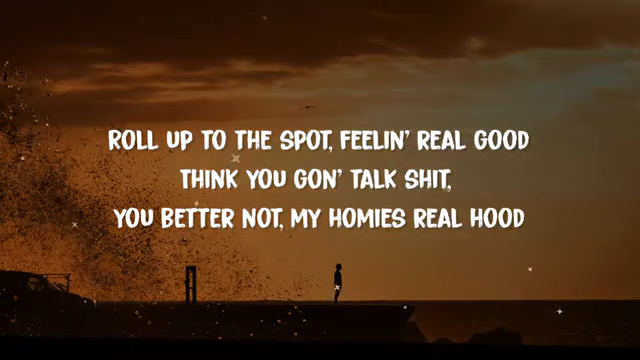 ROLL UP TO THE SPOT, FEELIN' REAL GOOD
THINK YOU GON' TALK SHIT,
YOU BETTER NOT, MY HOMIES REAL HOOD